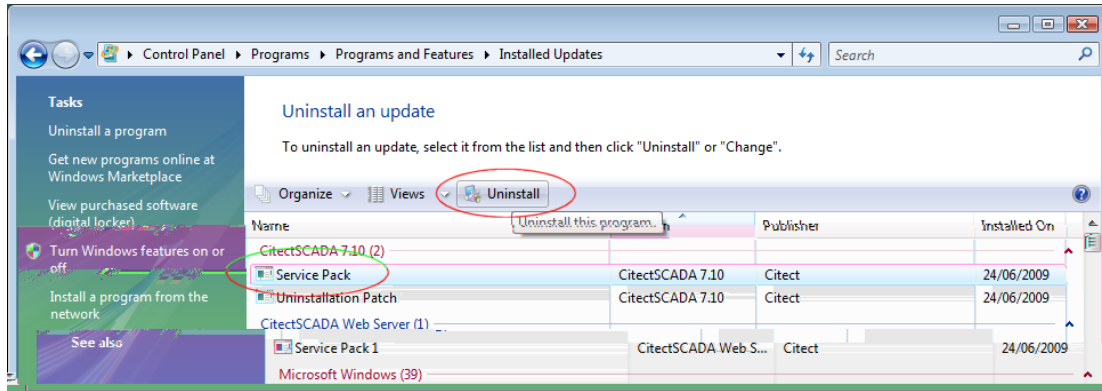 Control Panel Programs Programs and Features Installed Updates
Search
Tasks
Uninstall a program
Get new programs online at
Windows Marketplace
View purchased software
(digital locker)
Turn Windows features on or
off
Install a program from the
network
See also
Uninstall an update
To uninstall an update, select it from the list and then click "Uninstall" or "Change".
Organize Views Uninstall
Uninstall this program.
Name Publisher Installed On
CitectSCADA 7.10 (2)
Service Pack CitectSCADA 7.10 Citect 24/06/2009
Uninstallation Patch CitectSCADA 7.10 Citect 24/06/2009
CitectSCADA Web Server (1)
Service Pack 1 CitectSCADA Web S... Citect 24/06/2009
Microsoft Windows (39)